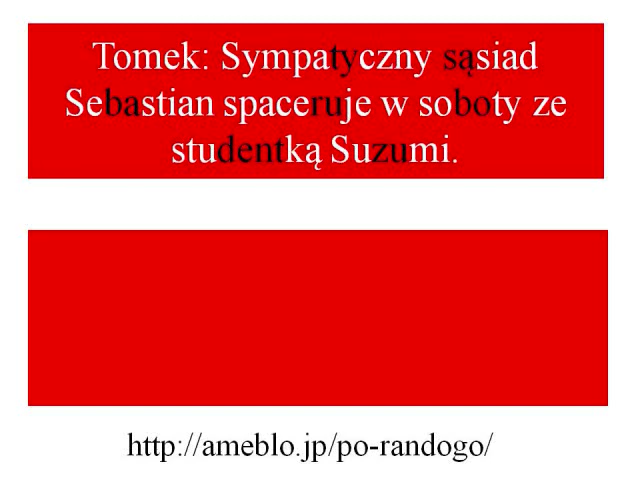 Tomek: Sympatyczny sąsiad
Sebastian spaceruje w soboty ze
studentką Suzumi.
http://ameblo.jp/po-randogo/